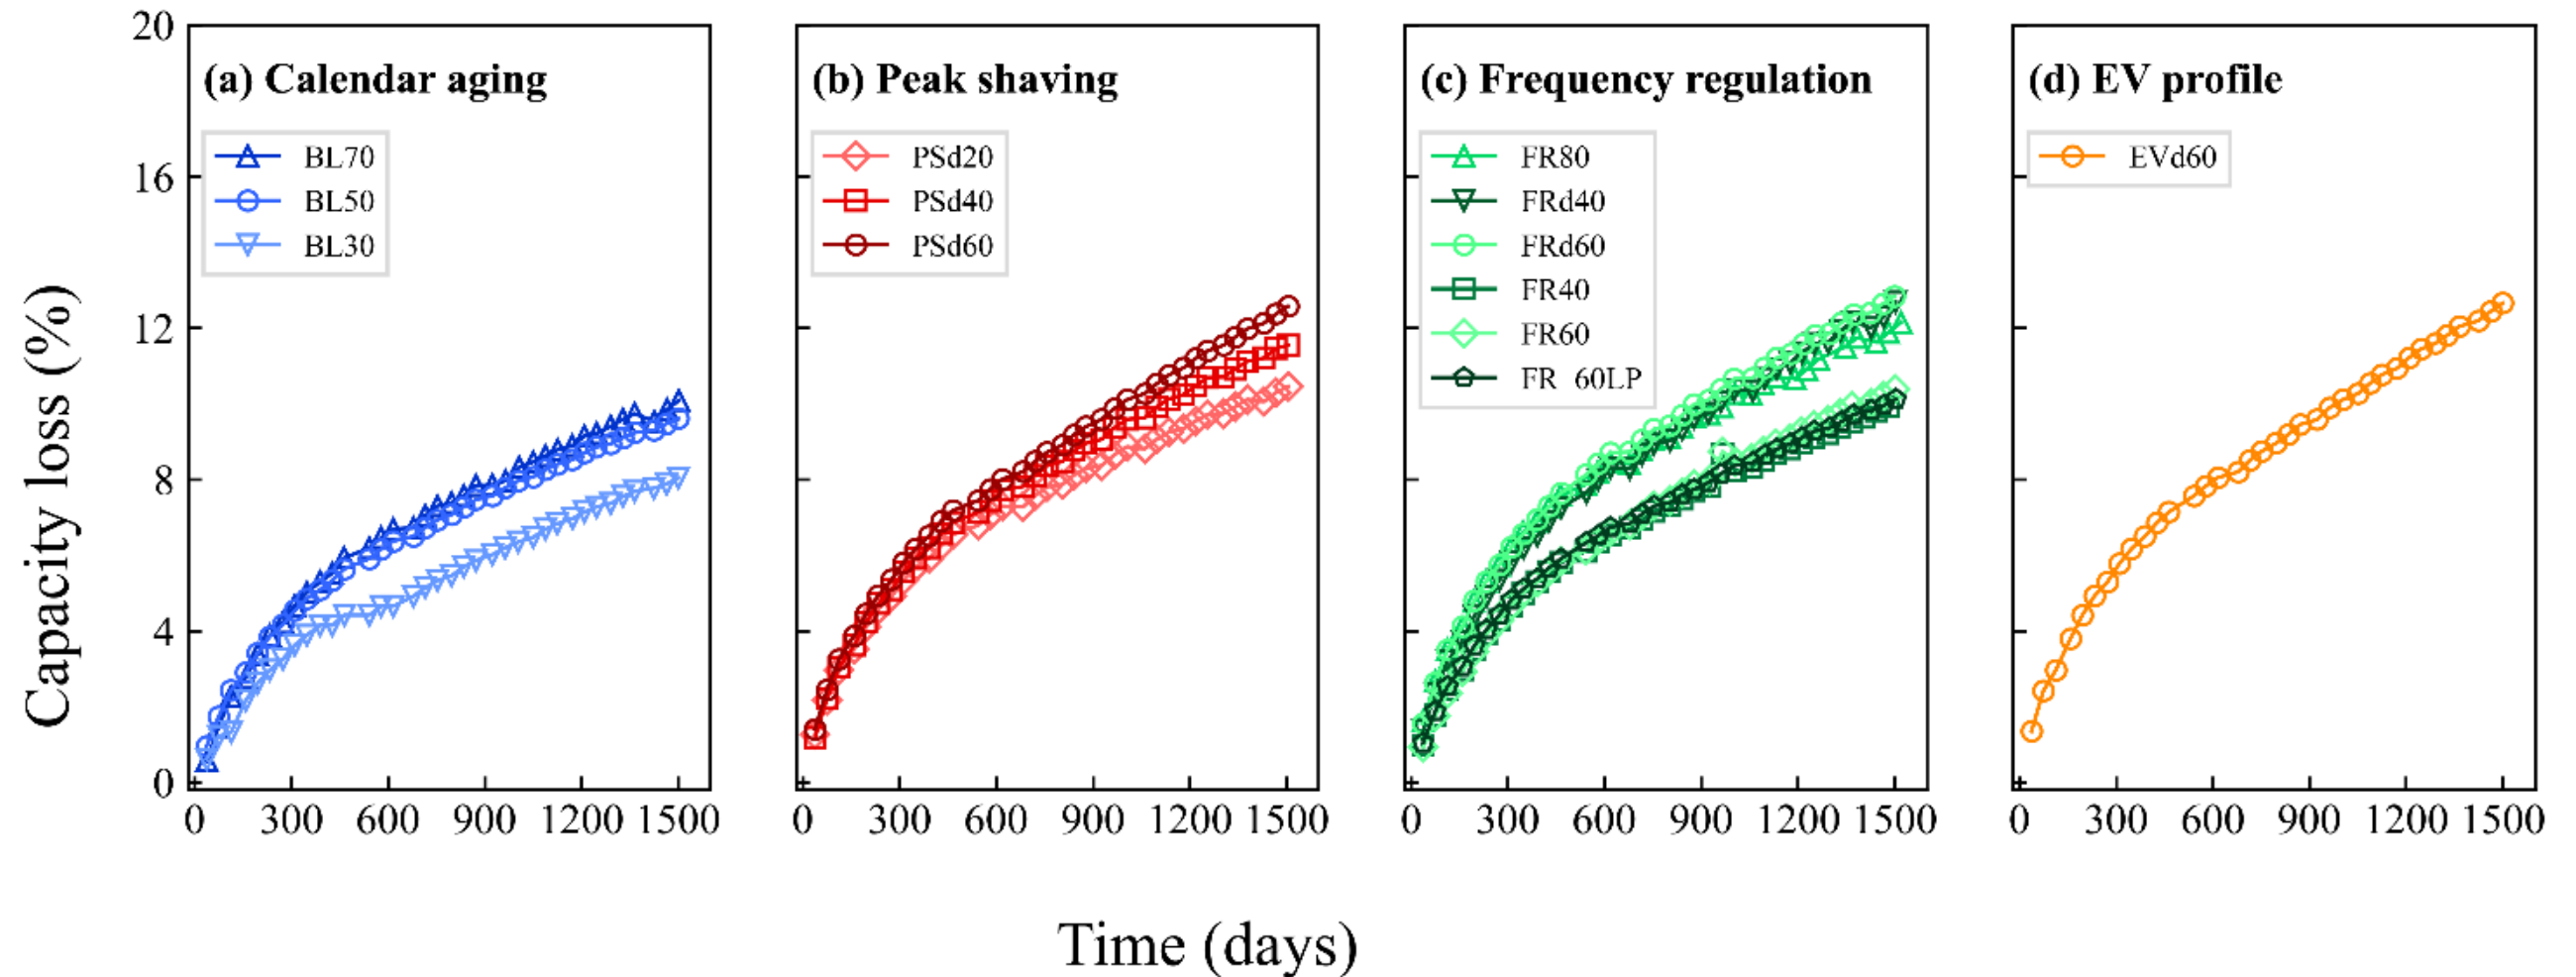 Capacity loss (%)
20
16
12
8
4
0
(a) Calendar aging
BL70
BL50
BL30
0 300 600 900 1200 1500
(b) Peak shaving
PSd20
PSd40
PSd60
0 300 600 900 1200 1500
(c) Frequency regulation
FR80
FRd40
FRd60
FR40
FR60
FR 60LP
0 300 600 900 1200 1500
(d) EV profile
EVd60
0 300 600 900 1200 1500
Time (days)